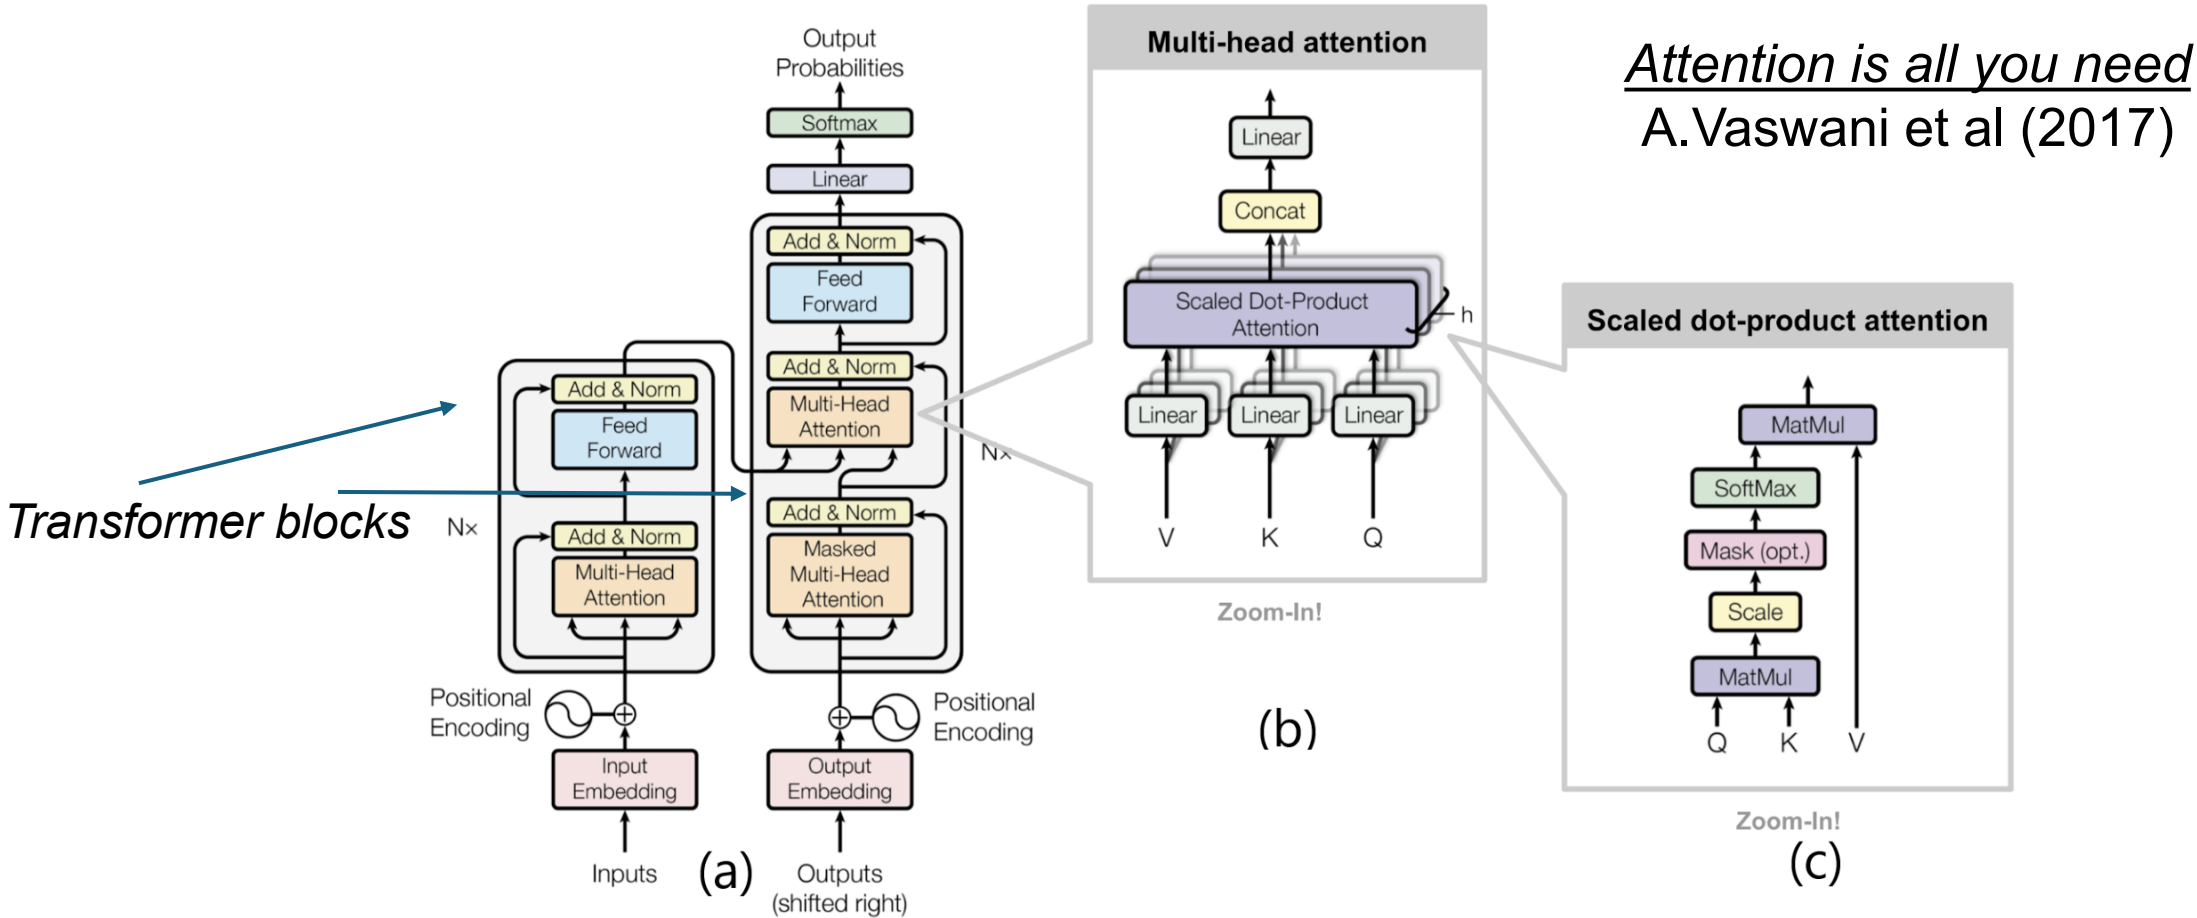 Attention is all you need
A.Vaswani et al (2017)
Transformer blocks
Output
Probabilities
Softmax
Linear
Add & Norm
Feed
Forward
Add & Norm
Multi-Head
Attention
Nx
Add & Norm
Masked
Multi-Head
Attention
Positional
Encoding
Output
Embedding
Outputs
(shifted right)
Add & Norm
Feed
Forward
Nx
Add & Norm
Multi-Head
Attention
Positional
Encoding
Input
Embedding
Inputs
(a)
Multi-head attention
Linear
Concat
Scaled Dot-Product
Attention
h
Linear
Linear
Linear
V
K
Q
Zoom-In!
(b)
Scaled dot-product attention
MatMul
SoftMax
Mask (opt.)
Scale
MatMul
Q
K
V
Zoom-In!
(c)